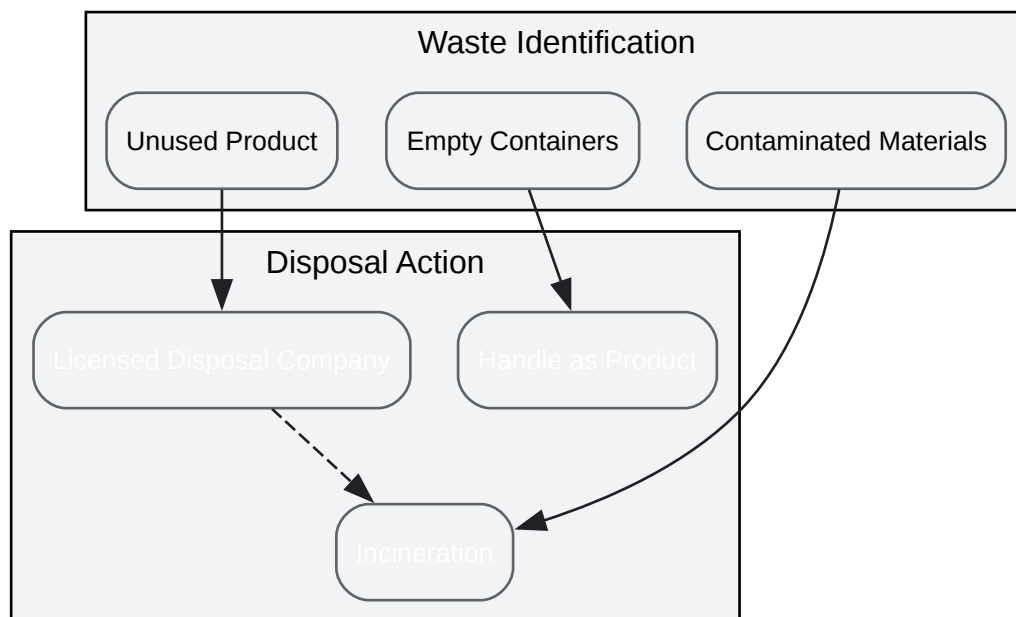 Waste Identification
Unused Product
Empty Containers
Contaminated Materials
Disposal Action
Licensed Disposal Company
Handle as Product
Incineration